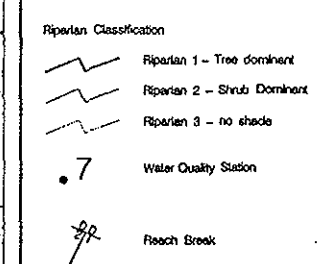 Riparian Classification
Riparian 1 - Tree dominant
Riparian 2 - Shrub Dominant
Riparian 3 - no shade
.7 Water Quality Station
Reach Break